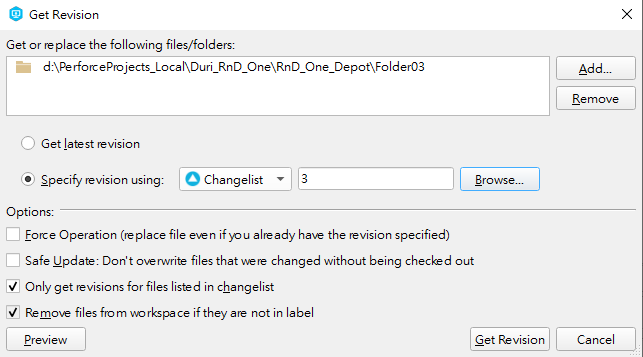 Get Revision
Get or replace the following files/folders:
d:\PerforceProjects_Local\Duri_RnD_One\RnD_One_Depot\Folder03
Add...
Remove
Get latest revision
Specify revision using:
Changelist
3
Browse...
Options:
Force Operation (replace file even if you already have the revision specified)
Safe Update: Don't overwrite files that were changed without being checked out
Only get revisions for files listed in changelist
Remove files from workspace if they are not in label
Preview
Get Revision
Cancel